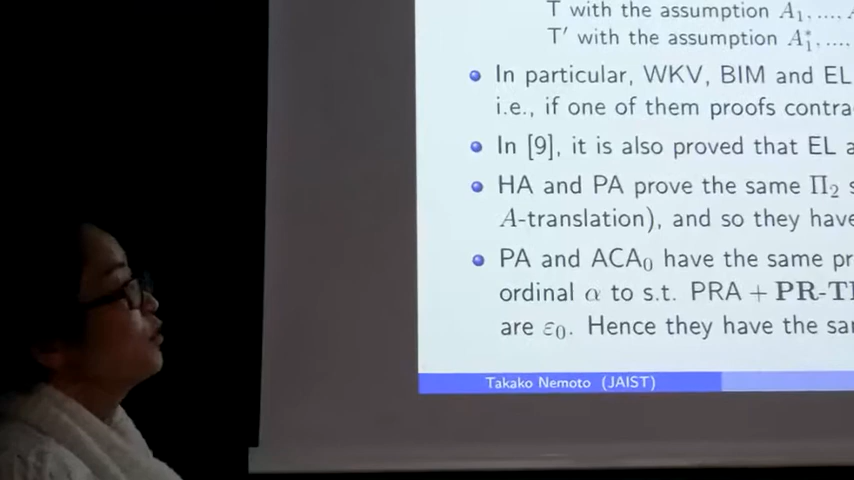 T with the assumption A₁, ....,
T′ with the assumption A₁*, ....
In particular, WKV, BIM and EL
i.e., if one of them proofs contra
In [9], it is also proved that EL a
HA and PA prove the same Π₂ s
A-translation), and so they have
PA and ACA₀ have the same pr
ordinal α to s.t. PRA + PR-TI
are ε₀. Hence they have the sa
Takako Nemoto (JAIST)